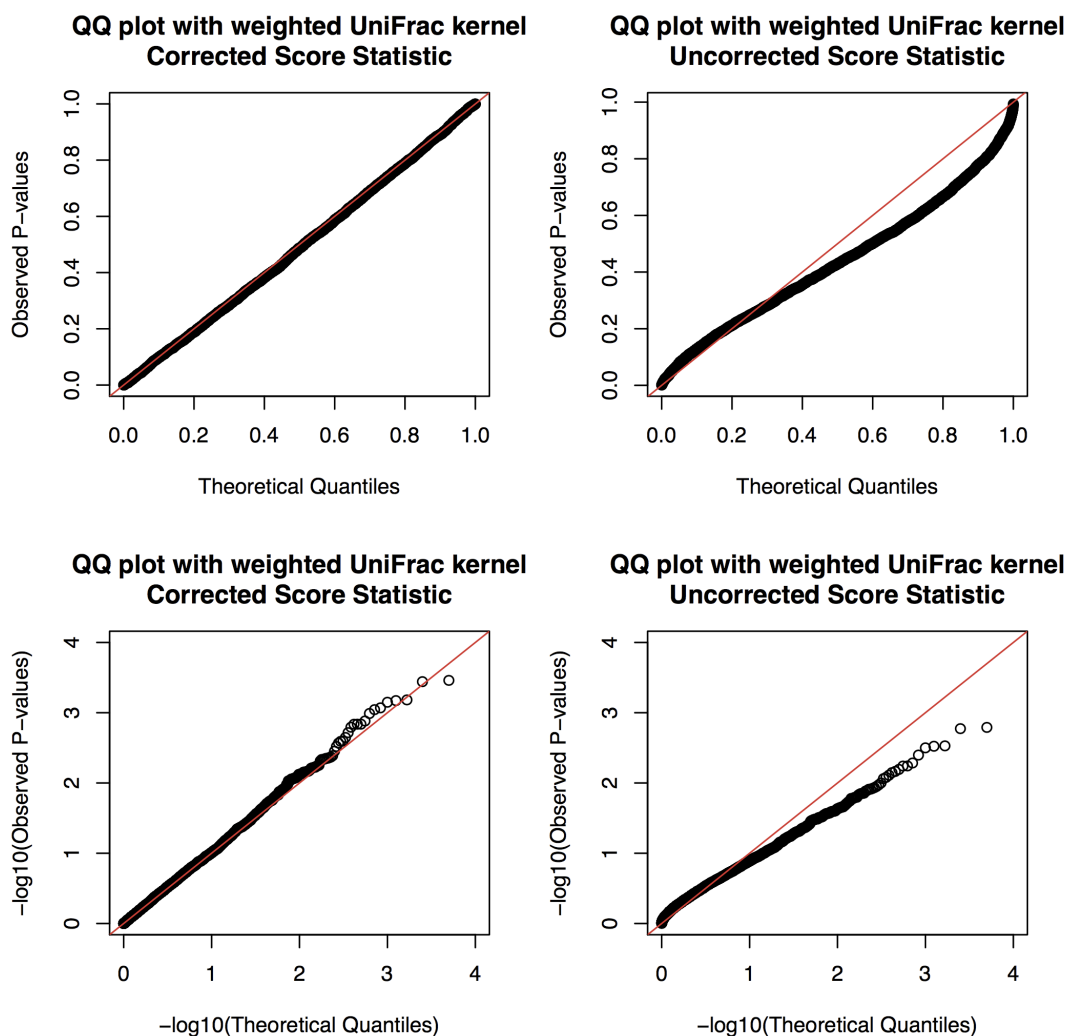 QQ plot with weighted UniFrac kernel
Corrected Score Statistic
Observed P−values
1.0
0.8
0.6
0.4
0.2
0.0
0.0 0.2 0.4 0.6 0.8 1.0
Theoretical Quantiles
QQ plot with weighted UniFrac kernel
Uncorrected Score Statistic
Observed P−values
1.0
0.8
0.6
0.4
0.2
0.0
0.0 0.2 0.4 0.6 0.8 1.0
Theoretical Quantiles
QQ plot with weighted UniFrac kernel
Corrected Score Statistic
−log10(Observed P−values)
4
3
2
1
0
0 1 2 3 4
−log10(Theoretical Quantiles)
QQ plot with weighted UniFrac kernel
Uncorrected Score Statistic
−log10(Observed P−values)
4
3
2
1
0
0 1 2 3 4
−log10(Theoretical Quantiles)